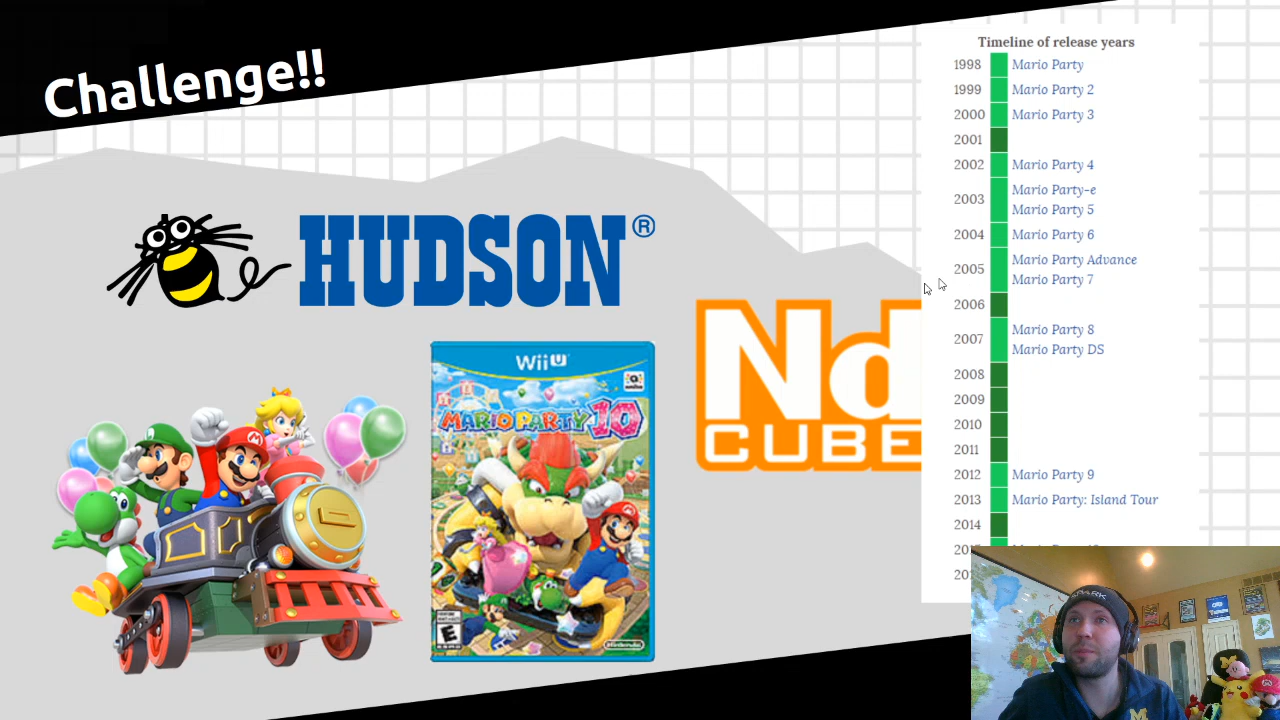 Challenge!!
HUDSON®
Nd
CUBE
WiiU
MARIO PARTY 10
E
Nintendo
Timeline of release years
1998 Mario Party
1999 Mario Party 2
2000 Mario Party 3
2001
2002 Mario Party 4
2003 Mario Party-e
Mario Party 5
2004 Mario Party 6
2005 Mario Party Advance
Mario Party 7
2006
2007 Mario Party 8
Mario Party DS
2008
2009
2010
2011
2012 Mario Party 9
2013 Mario Party: Island Tour
2014